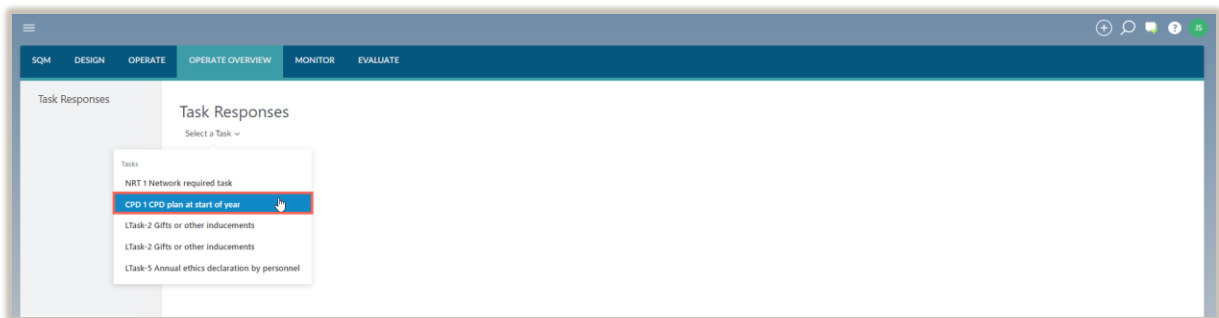 JS
SQM DESIGN OPERATE OPERATE OVERVIEW MONITOR EVALUATE
Task Responses
Task Responses
Select a Task
Tasks
NRT 1 Network required task
CPD 1 CPD plan at start of year
LTask-2 Gifts or other inducements
LTask-2 Gifts or other inducements
LTask-5 Annual ethics declaration by personnel